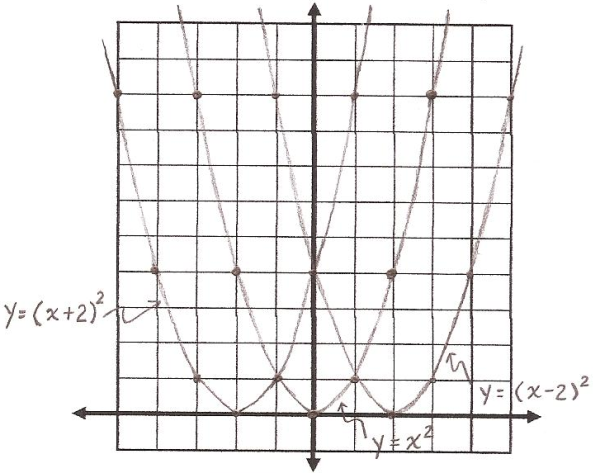 y=(x+2)²
y=(x-2)²
y=x²